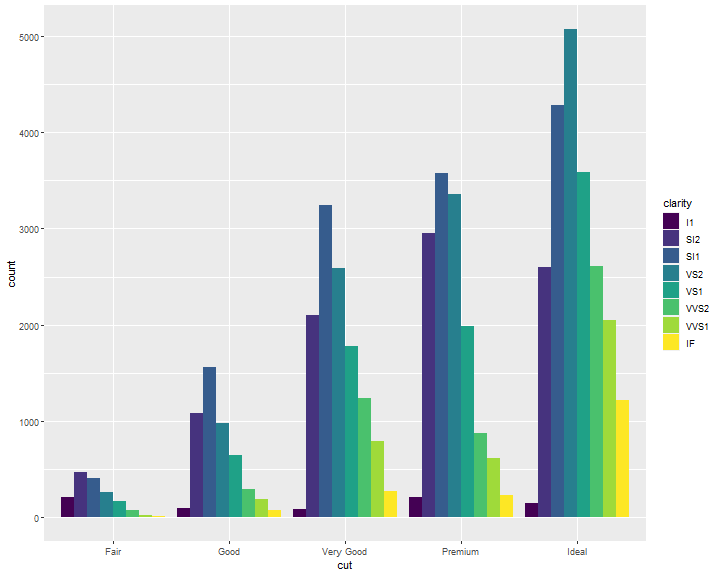 5000
4000
3000
2000
1000
0
count
Fair Good Very Good Premium Ideal
cut
clarity
I1
SI2
SI1
VS2
VS1
VVS2
VVS1
IF